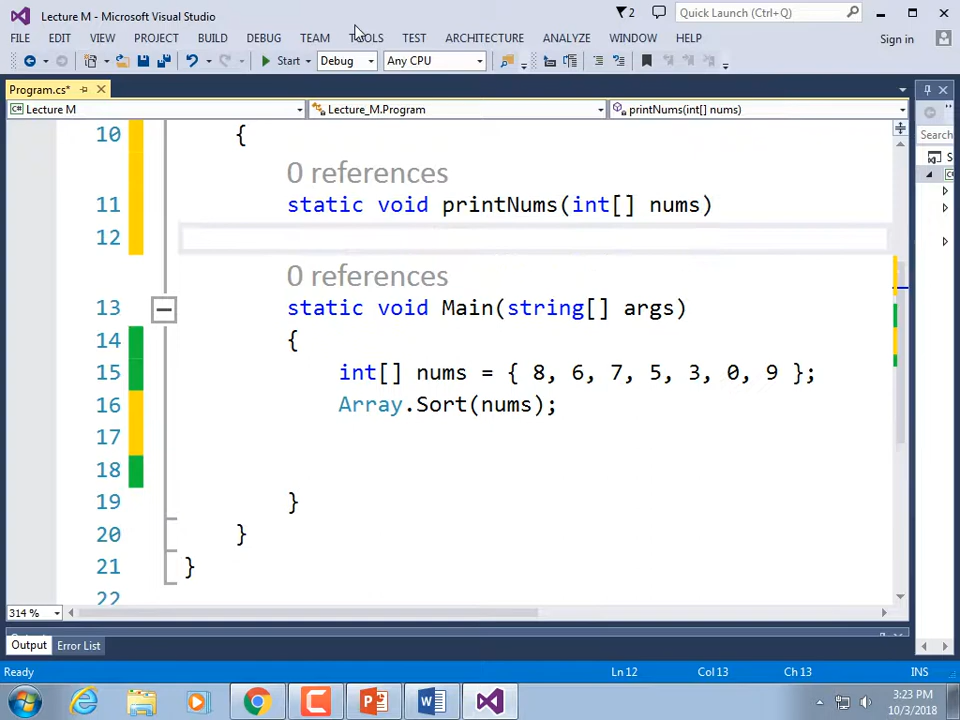 Lecture M - Microsoft Visual Studio
2
Quick Launch (Ctrl+Q)
FILE EDIT VIEW PROJECT BUILD DEBUG TEAM TOOLS TEST ARCHITECTURE ANALYZE WINDOW HELP
Sign in
Start Debug Any CPU
Program.cs*
Lecture M Lecture_M.Program printNums(int[] nums)
Search
10 {
0 references
11 static void printNums(int[] nums)
12
0 references
13 static void Main(string[] args)
14 {
15 int[] nums = { 8, 6, 7, 5, 3, 0, 9 };
16 Array.Sort(nums);
17
18
19 }
20 }
21 }
22
314 %
Output Error List
Ready Ln 12 Col 13 Ch 13 INS
3:23 PM
10/3/2018